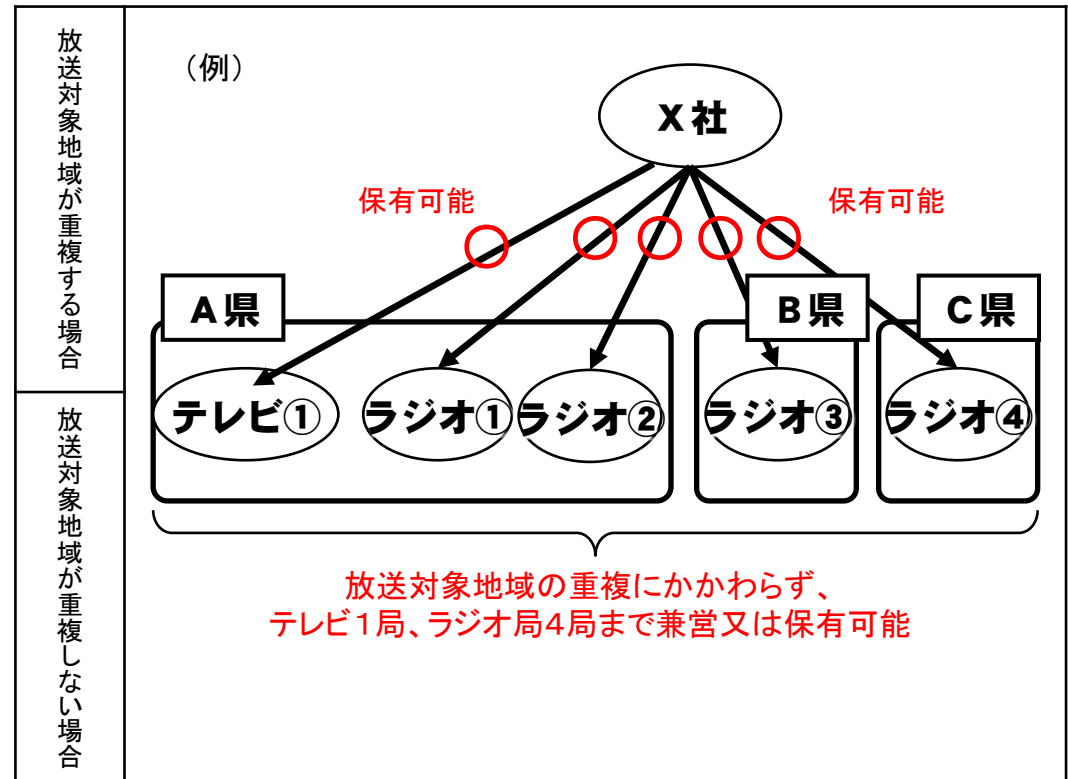 放送対象地域が重複する場合
放送対象地域が重複しない場合
(例)
X社
保有可能
保有可能
A県
B県
C県
テレビ①
ラジオ①
ラジオ②
ラジオ③
ラジオ④
放送対象地域の重複にかかわらず、
テレビ1局、ラジオ局4局まで兼営又は保有可能